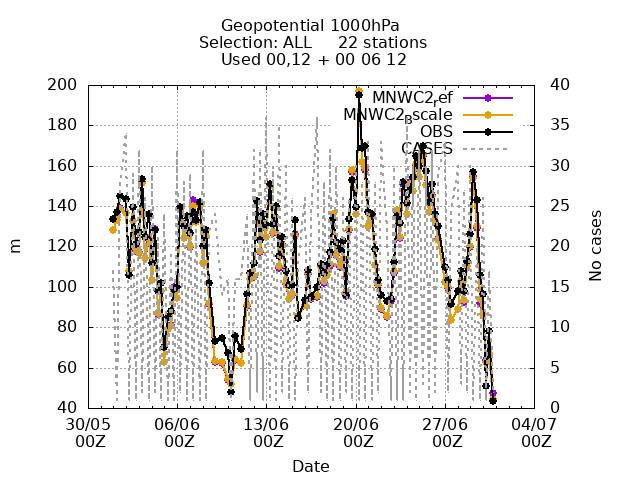 Geopotential 1000hPa
Selection: ALL 22 stations
Used 00,12 + 00 06 12
MNWC2ref
MNWC2Bscale
OBS
CASES
200
180
160
140
120
100
80
60
40
40
35
30
25
20
15
10
5
0
m
No cases
30/05 06/06 13/06 20/06 27/06 04/07
00Z 00Z 00Z 00Z 00Z 00Z
Date